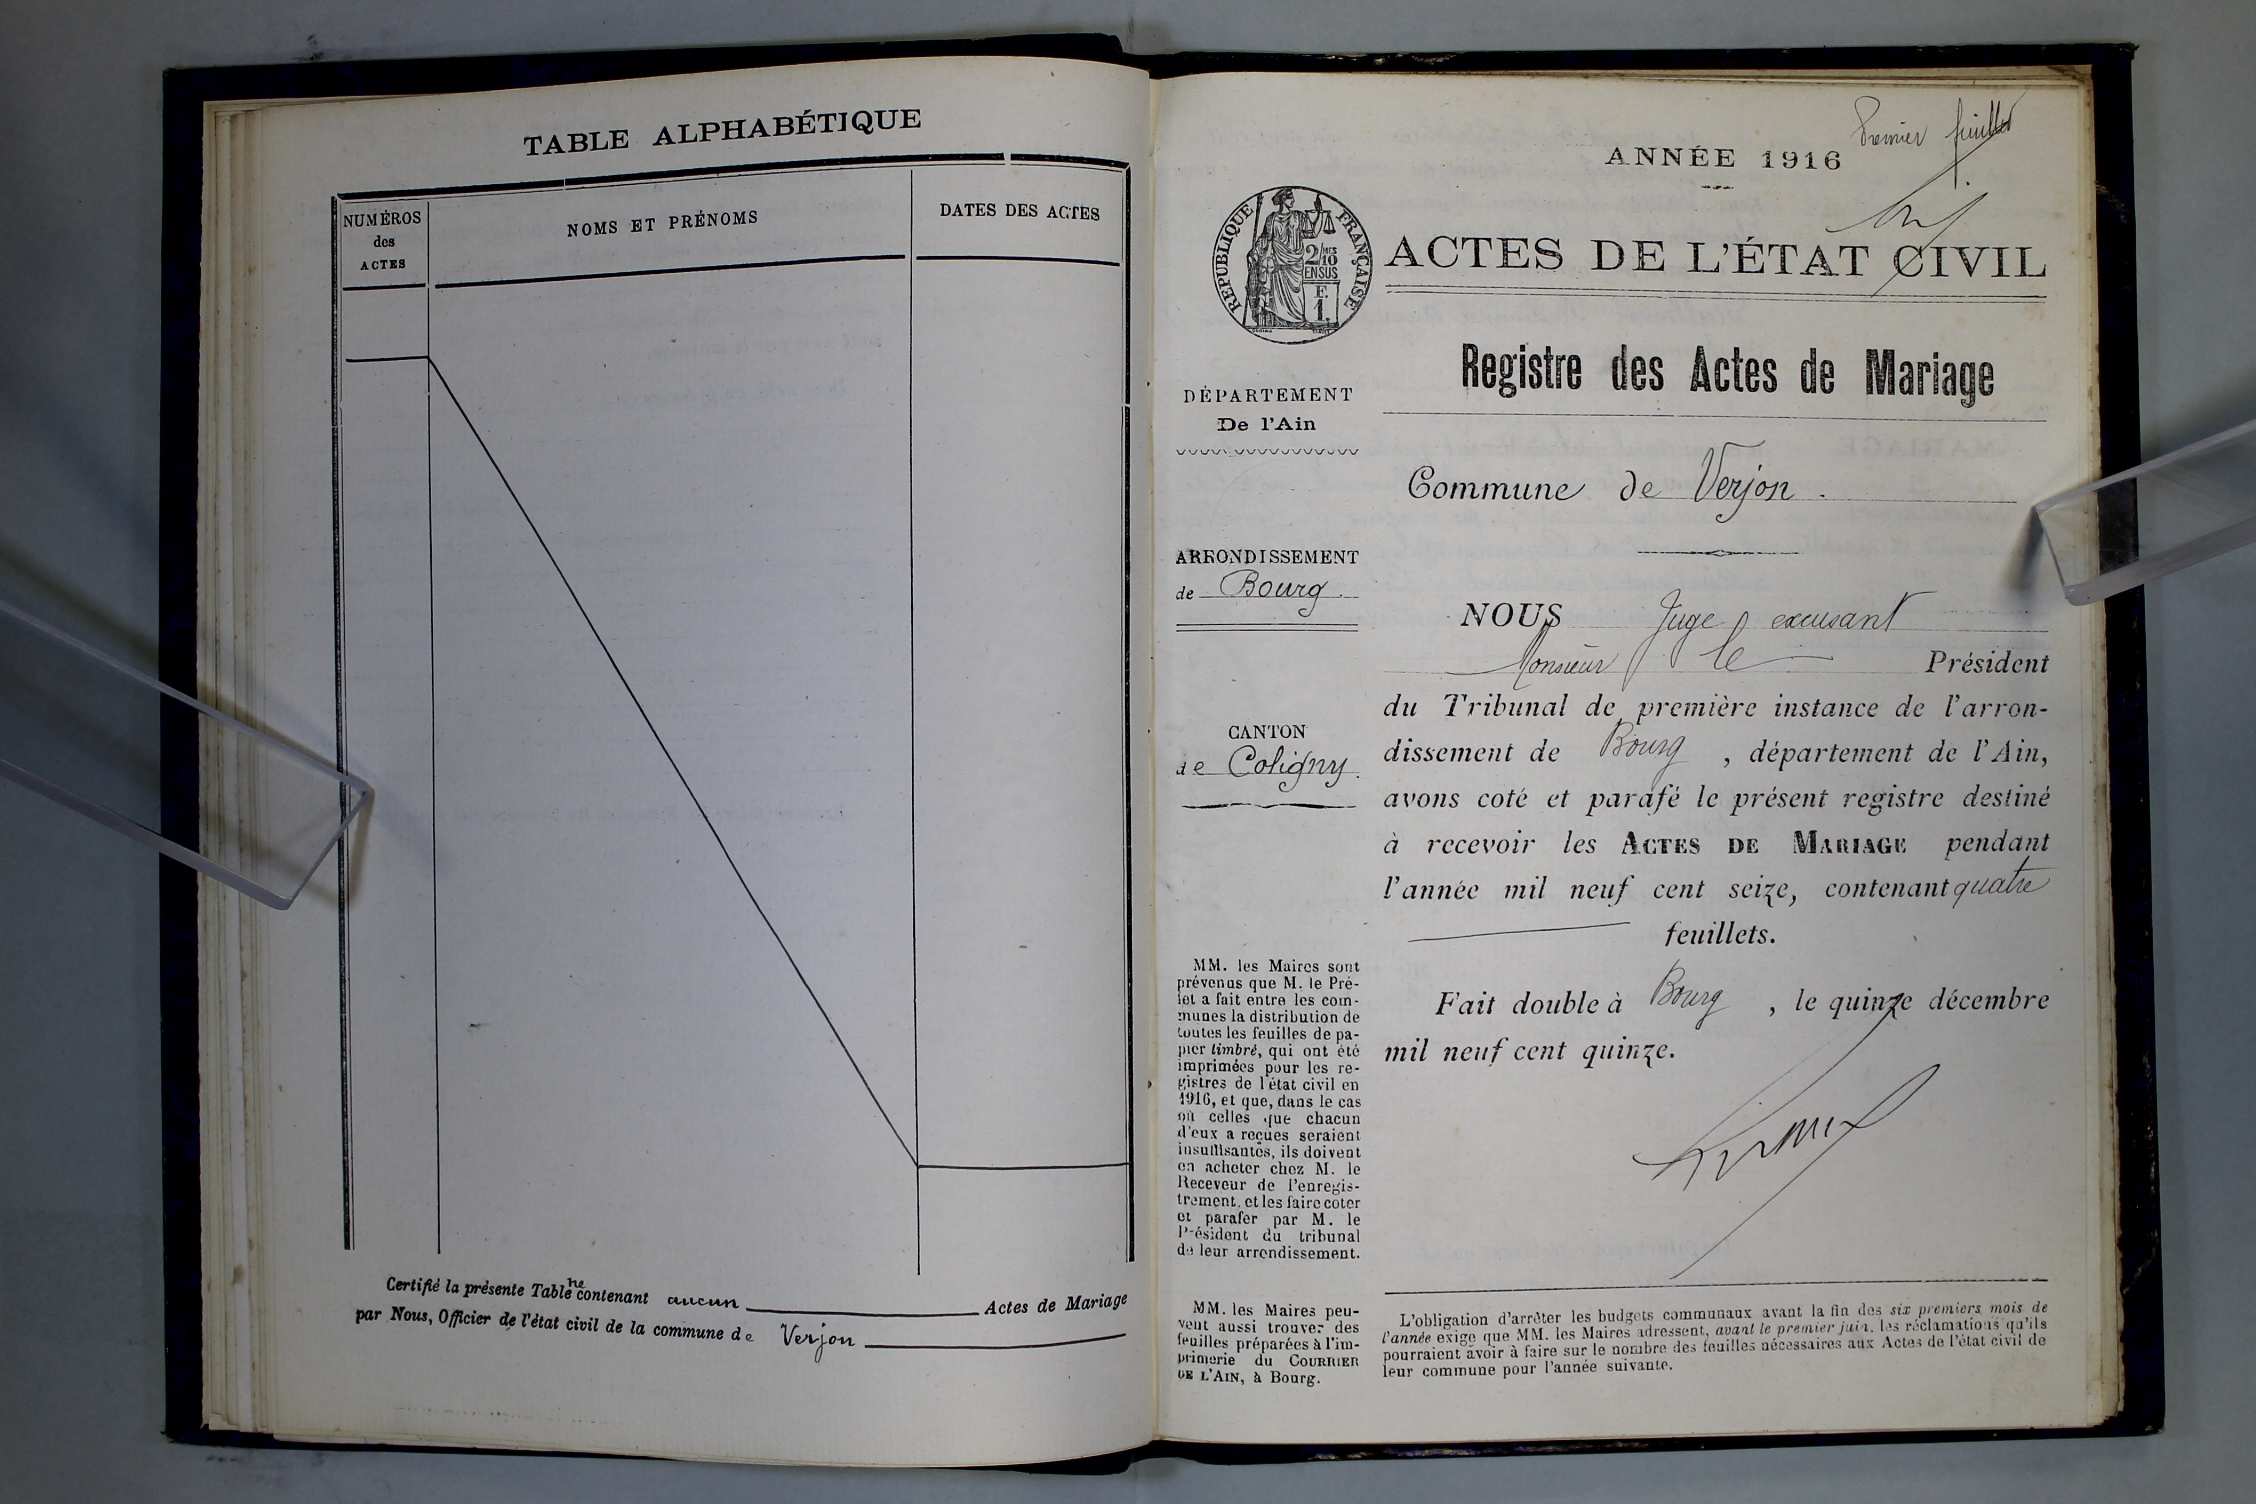 TABLE ALPHABÉTIQUE
NUMÉROS
des
ACTES
NOMS ET PRÉNOMS
DATES DES ACTES
Certifié la présente Table ne contenant aucun Actes de Mariage
par Nous, Officier de l'état civil de la commune de Verjon
Premier feuillet
ANNÉE 1916
RÉPUBLIQUE FRANÇAISE
2/10
EN SUS
F.
1.
ACTES DE L'ÉTAT CIVIL
Registre des Actes de Mariage
DÉPARTEMENT
De l'Ain
Commune de Verjon.
ARRONDISSEMENT
de Bourg.
CANTON
de Coligny.
NOUS Juge excusant
Monsieur le Président
du Tribunal de première instance de l'arron-
dissement de Bourg, département de l'Ain,
avons coté et parafé le présent registre destiné
à recevoir les ACTES DE MARIAGE pendant
l'année mil neuf cent seize, contenant quatre
feuillets.
Fait double à Bourg, le quinze décembre
mil neuf cent quinze.
MM. les Maires sont
prévenus que M. le Pré-
fet a fait entre les com-
munes la distribution de
toutes les feuilles de pa-
pier timbré, qui ont été
imprimées pour les re-
gistres de l'état civil en
1916, et que, dans le cas
où celles que chacun
d'eux a reçues seraient
insuffisantes, ils doivent
en acheter chez M. le
Receveur de l'enregis-
trement, et les faire coter
et parafer par M. le
Président du tribunal
de leur arrondissement.
MM. les Maires peu-
vent aussi trouver des
feuilles préparées à l'im-
primerie du COURRIER
DE L'AIN, à Bourg.
L'obligation d'arrêter les budgets communaux avant la fin des six premiers mois de
l'année exige que MM. les Maires adressent, avant le premier juin, les réclamations qu'ils
pourraient avoir à faire sur le nombre des feuilles nécessaires aux Actes de l'état civil de
leur commune pour l'année suivante.